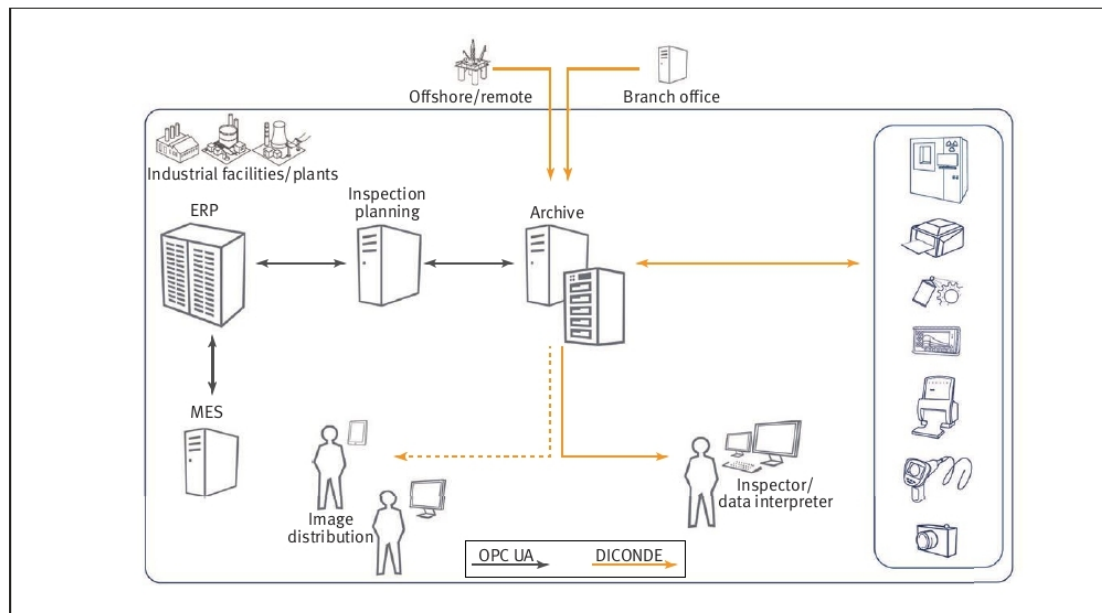 Offshore/remote
Branch office
Industrial facilities/plants
ERP
Inspection
planning
Archive
MES
Image
distribution
Inspector/
data interpreter
OPC UA
DICONDE